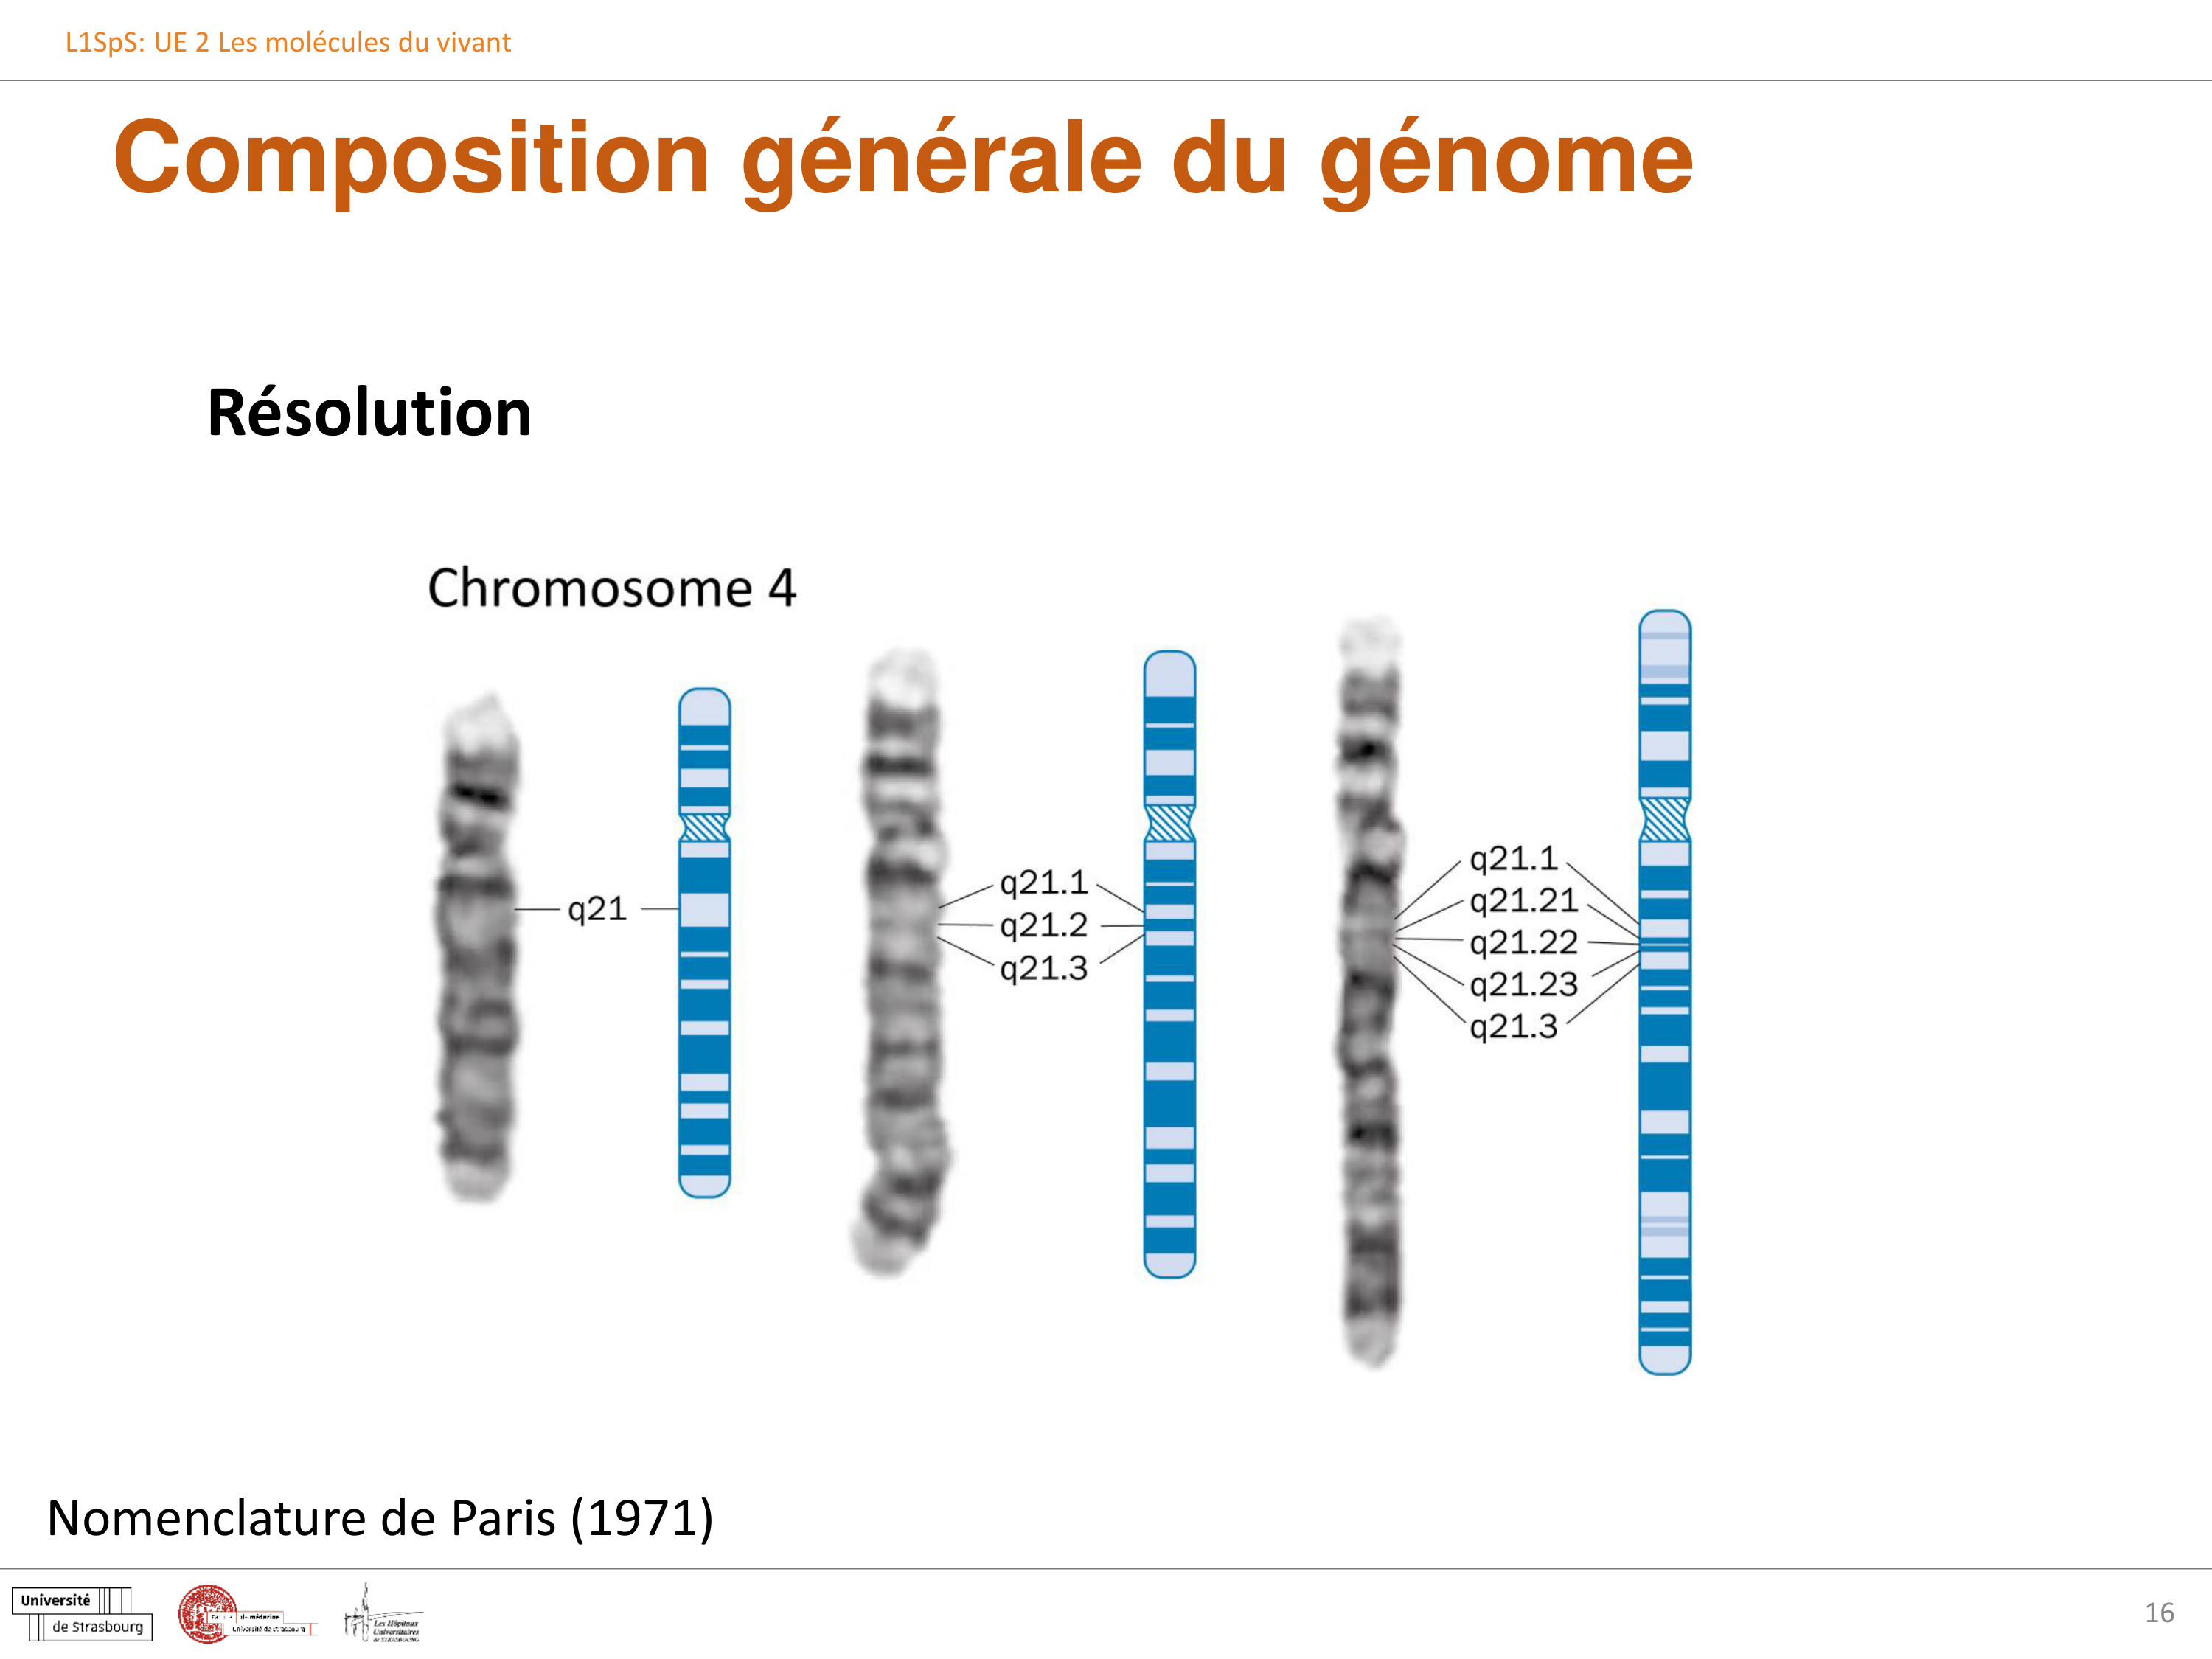 L1SpS: UE 2 Les molécules du vivant
Composition générale du génome
Résolution
Chromosome 4
q21
q21.1
q21.2
q21.3
q21.1
q21.21
q21.22
q21.23
q21.3
Nomenclature de Paris (1971)
Université
de Strasbourg
de médecine
Université de Strasbourg
Les Hôpitaux
Universitaires
de STRASBOURG
16